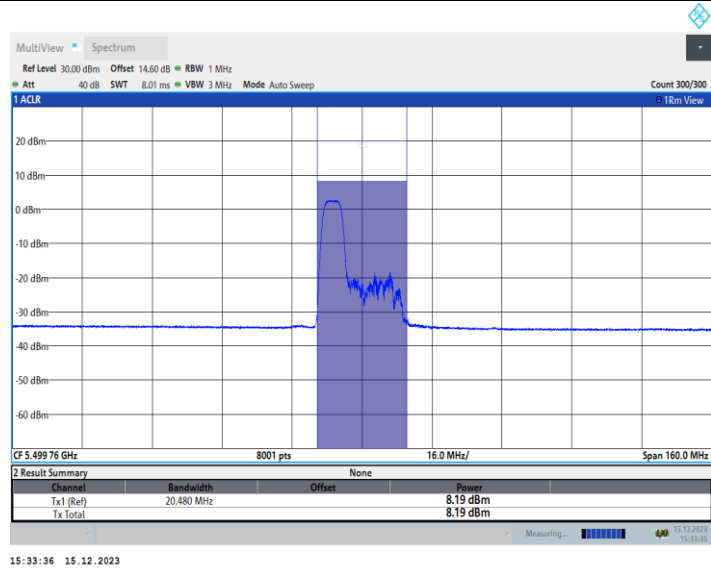 MultiView Spectrum
Ref Level 30.00 dBm Offset 14.60 dB RBW 1 MHz
Att 40 dB SWT 8.01 ms VBW 3 MHz Mode Auto Sweep Count 300/300
1 ACLR 1Rm View
20 dBm
10 dBm
0 dBm
-10 dBm
-20 dBm
-30 dBm
-40 dBm
-50 dBm
-60 dBm
CF 5.499 76 GHz 8001 pts 16.0 MHz/ Span 160.0 MHz
2 Result Summary None
Channel Bandwidth Offset Power
Tx1 (Ref) 20.480 MHz 8.19 dBm
Tx Total 8.19 dBm
Measuring... 15.12.2023
15:33:35
15:33:36 15.12.2023